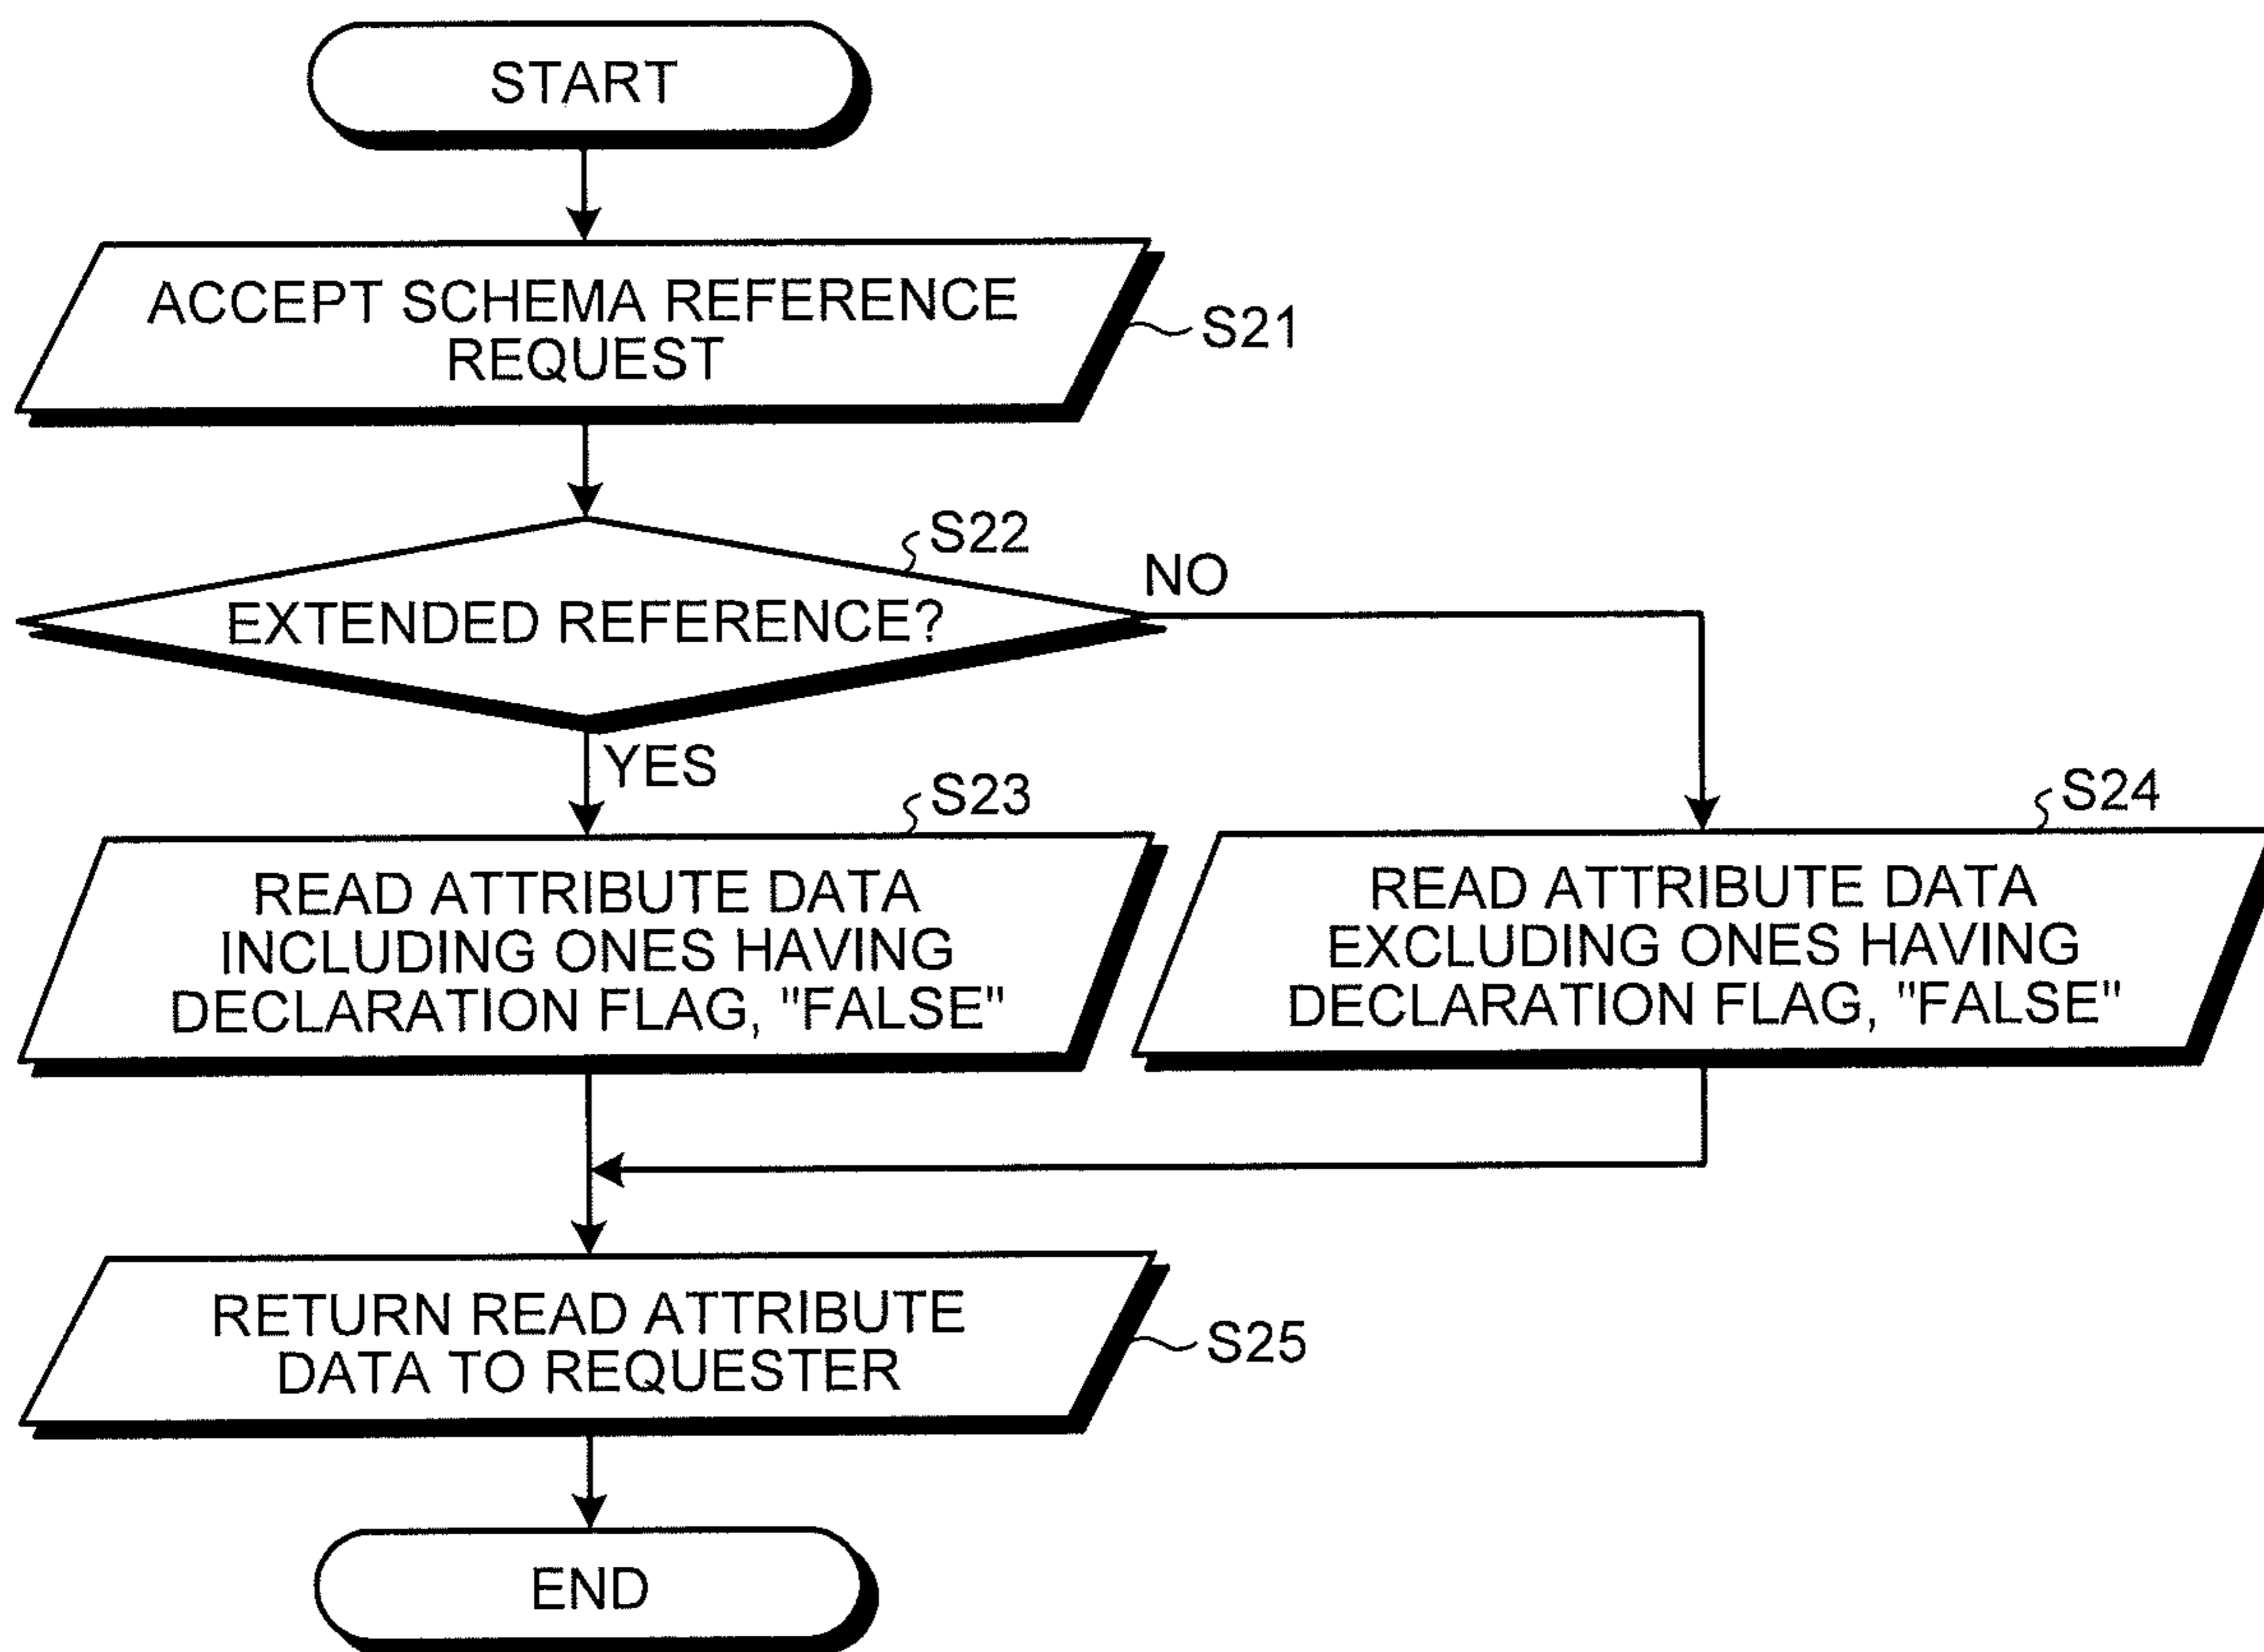 START
ACCEPT SCHEMA REFERENCE
REQUEST
S21
S22
NO
EXTENDED REFERENCE?
YES
S23
S24
READ ATTRIBUTE DATA
INCLUDING ONES HAVING
DECLARATION FLAG, "FALSE"
READ ATTRIBUTE DATA
EXCLUDING ONES HAVING
DECLARATION FLAG, "FALSE"
RETURN READ ATTRIBUTE
DATA TO REQUESTER
S25
END